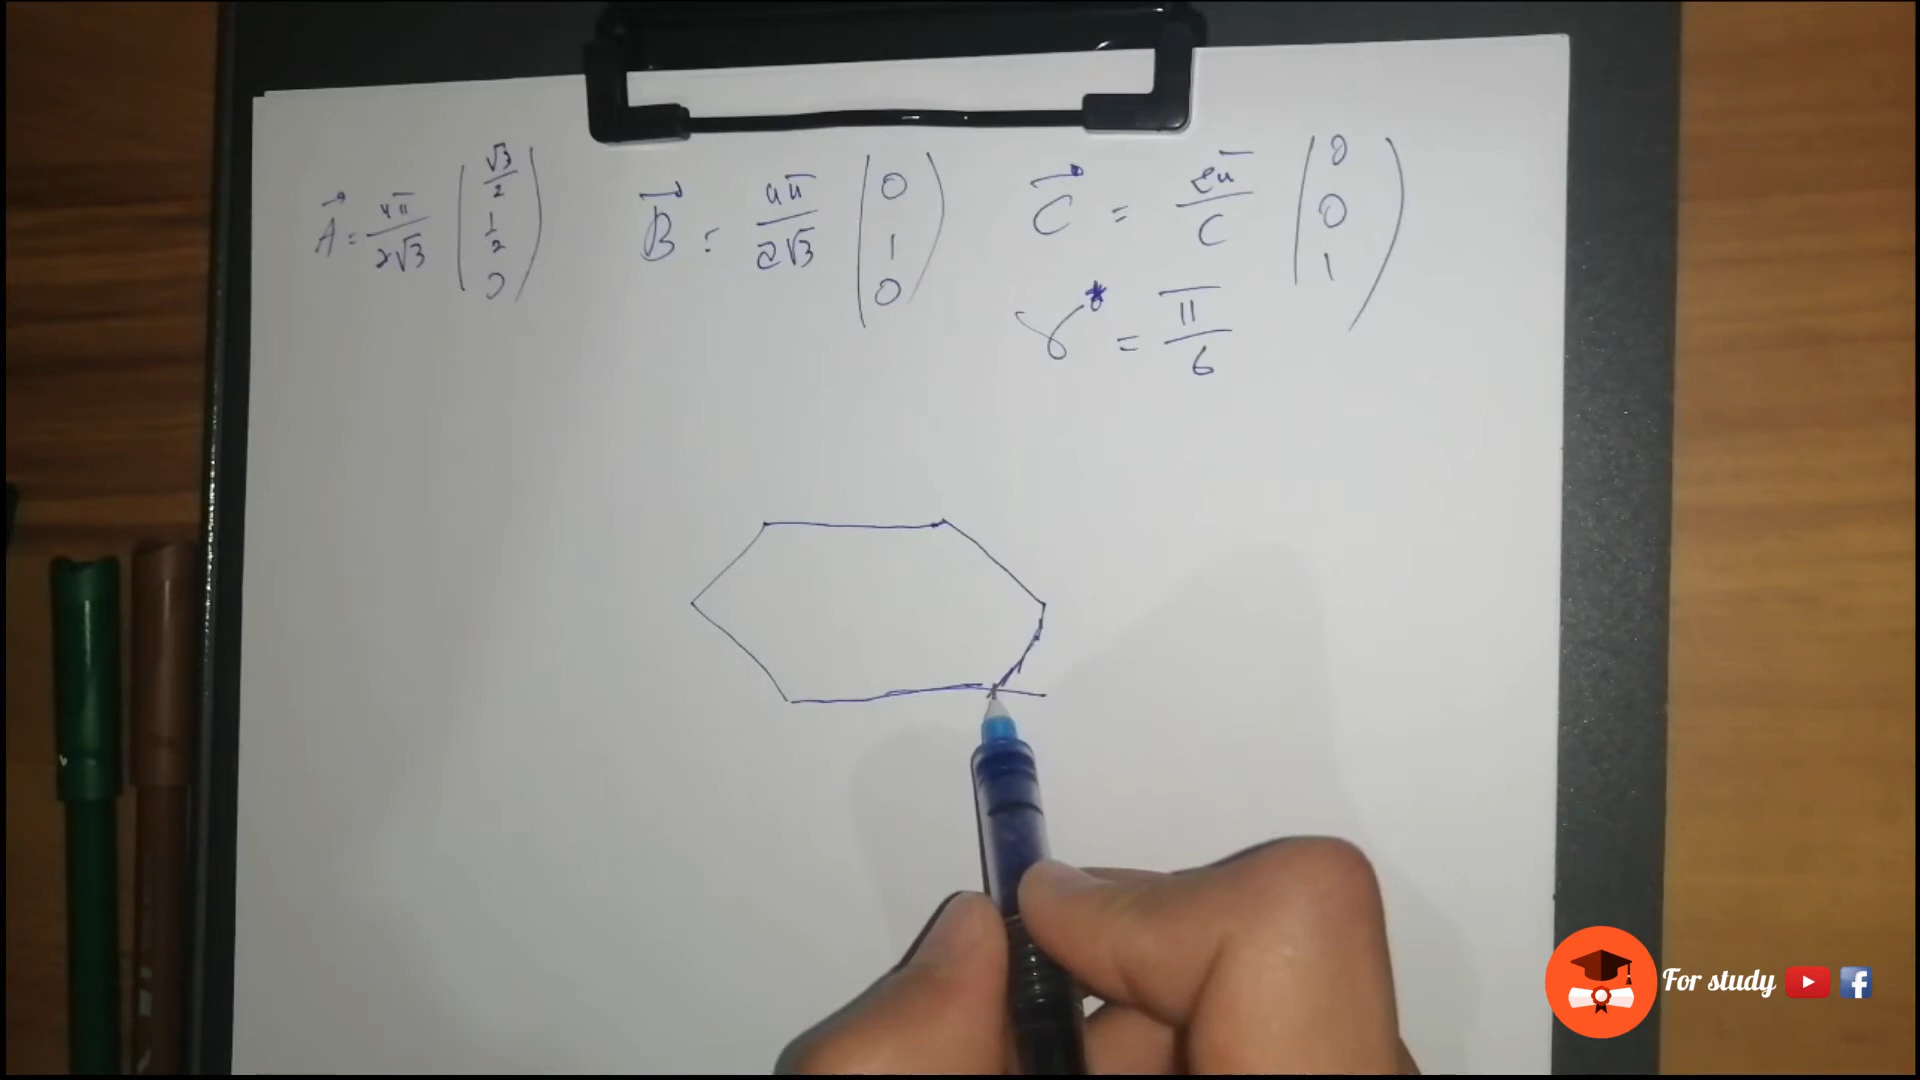 A⃗ = 4π/2√3 (√3/2 1/2 0)
B⃗ = 4π/2√3 (0 1 0)
C⃗ = 2π/C (0 0 1)
γ* = π/6
For study